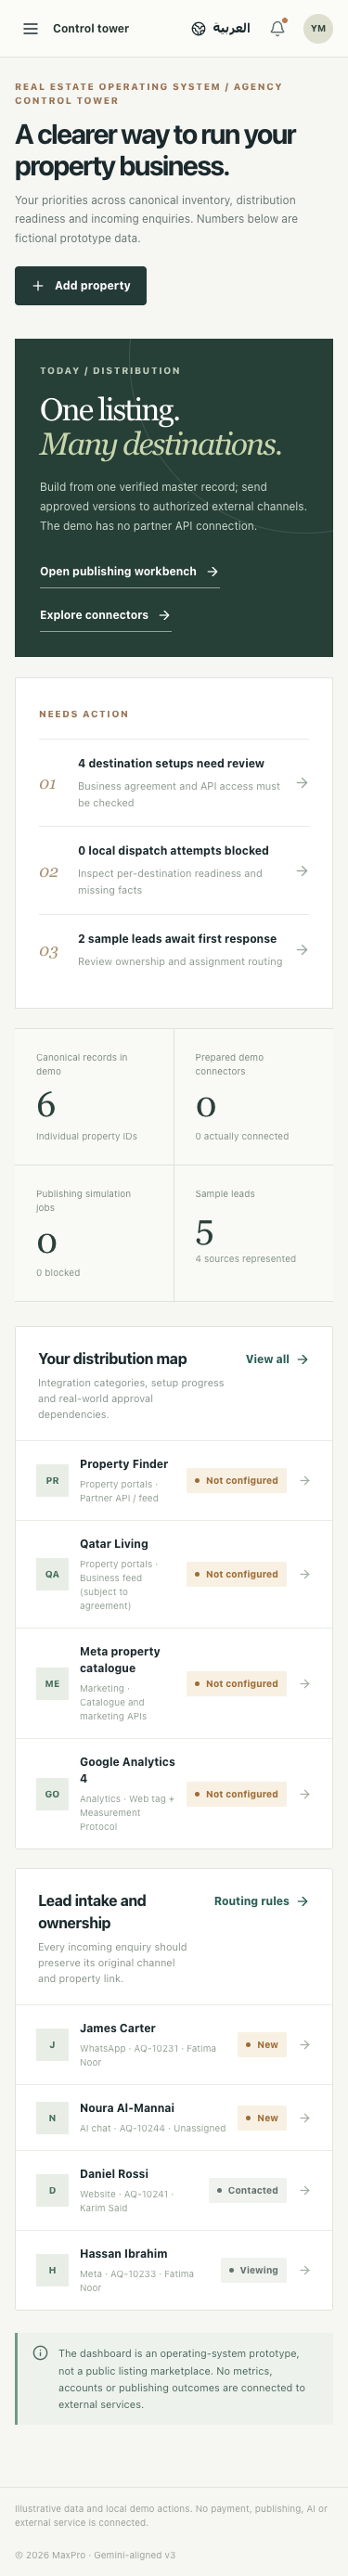 Control tower
العربية
YM
REAL ESTATE OPERATING SYSTEM / AGENCY
CONTROL TOWER
A clearer way to run your
property business.
Your priorities across canonical inventory, distribution
readiness and incoming enquiries. Numbers below are
fictional prototype data.
Add property
TODAY / DISTRIBUTION
One listing.
Many destinations.
Build from one verified master record; send
approved versions to authorized external channels.
The demo has no partner API connection.
Open publishing workbench
Explore connectors
NEEDS ACTION
01
4 destination setups need review
Business agreement and API access must
be checked
02
0 local dispatch attempts blocked
Inspect per-destination readiness and
missing facts
03
2 sample leads await first response
Review ownership and assignment routing
Canonical records in
demo
6
Individual property IDs
Prepared demo
connectors
0
0 actually connected
Publishing simulation
jobs
0
0 blocked
Sample leads
5
4 sources represented
Your distribution map
View all
Integration categories, setup progress
and real-world approval
dependencies.
PR
Property Finder
Property portals ·
Partner API / feed
Not configured
QA
Qatar Living
Property portals ·
Business feed
(subject to
agreement)
Not configured
ME
Meta property
catalogue
Marketing ·
Catalogue and
marketing APIs
Not configured
GO
Google Analytics
4
Analytics · Web tag +
Measurement
Protocol
Not configured
Lead intake and
ownership
Routing rules
Every incoming enquiry should
preserve its original channel
and property link.
J
James Carter
WhatsApp · AQ-10231 · Fatima
Noor
New
N
Noura Al-Mannai
AI chat · AQ-10244 · Unassigned
New
D
Daniel Rossi
Website · AQ-10241 ·
Karim Said
Contacted
H
Hassan Ibrahim
Meta · AQ-10233 · Fatima
Noor
Viewing
The dashboard is an operating-system prototype,
not a public listing marketplace. No metrics,
accounts or publishing outcomes are connected to
external services.
Illustrative data and local demo actions. No payment, publishing, AI or
external service is connected.
© 2026 MaxPro · Gemini-aligned v3